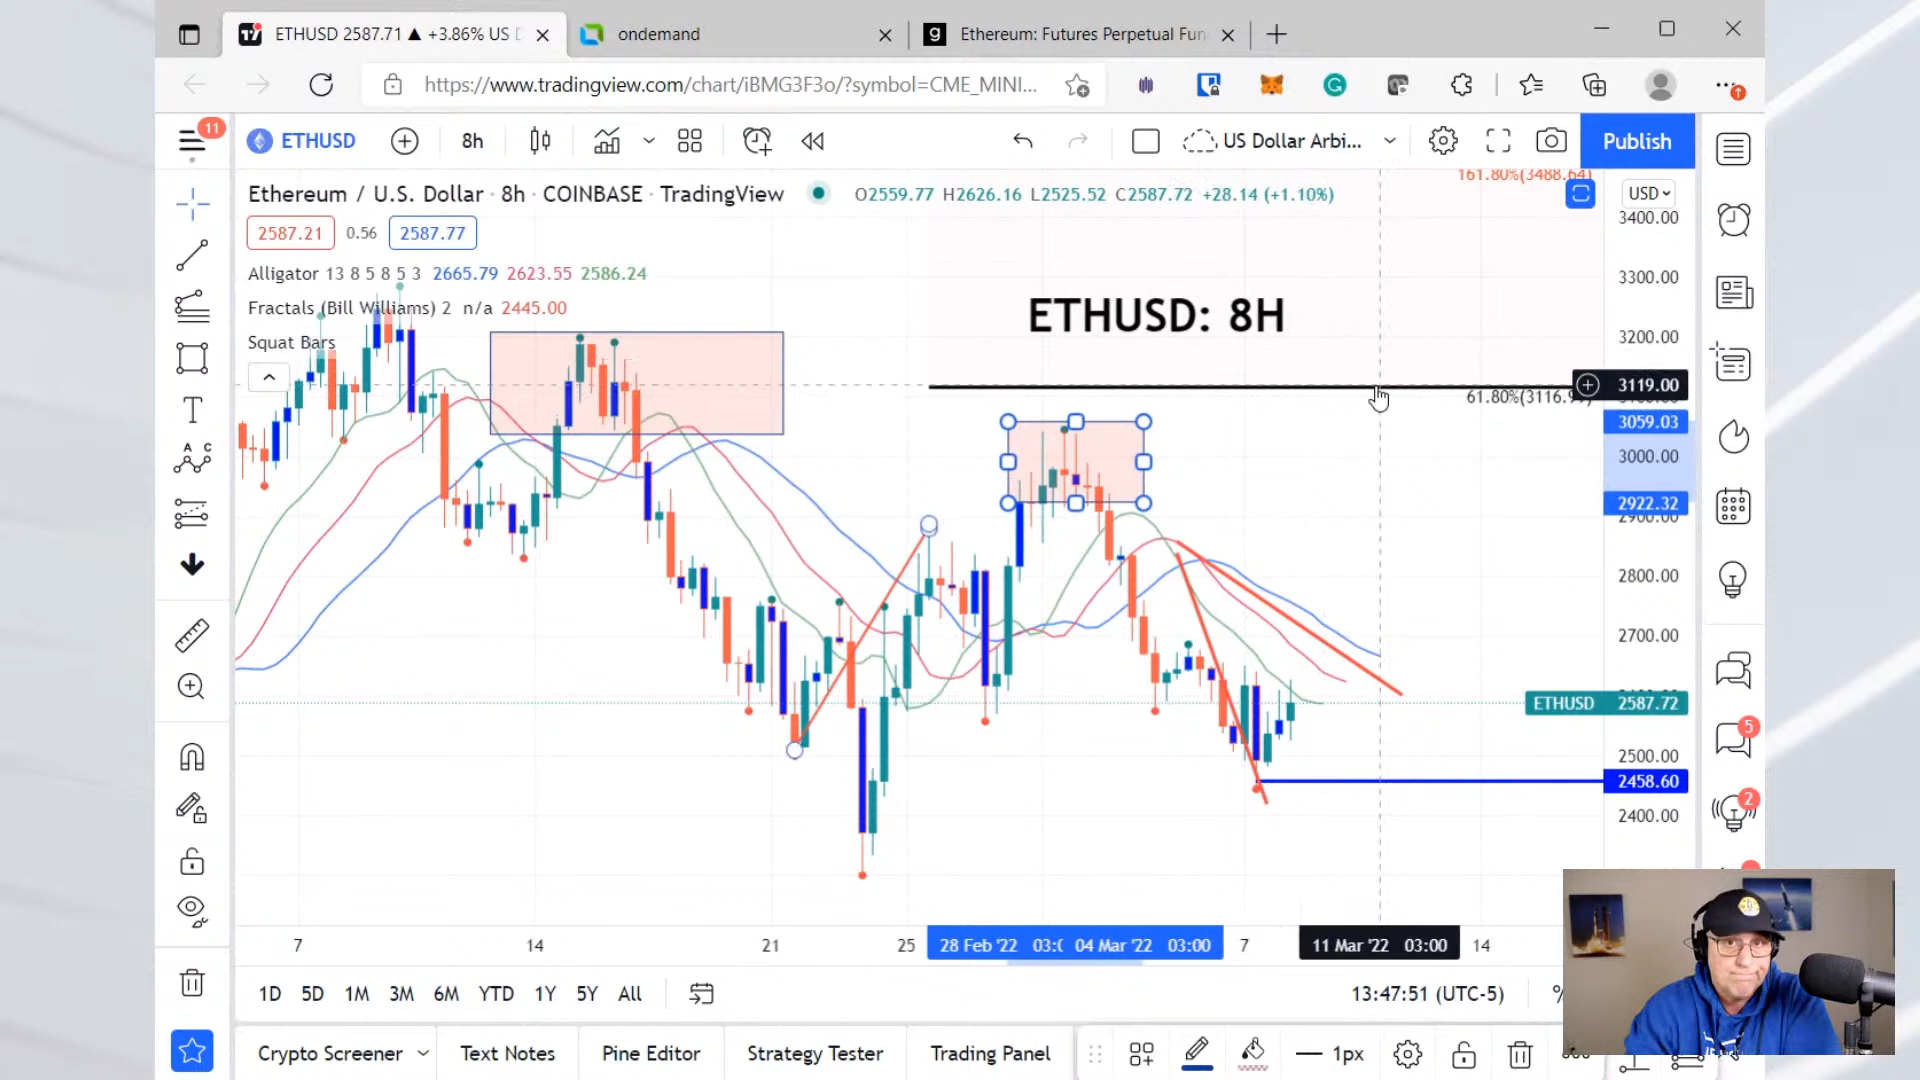 ETHUSD 2587.71 ▲ +3.86% US
ondemand
Ethereum: Futures Perpetual Fun
https://www.tradingview.com/chart/iBMG3F3o/?symbol=CME_MINI...
11
ETHUSD
8h
US Dollar Arbi...
Publish
161.80%(3488.64)
Ethereum / U.S. Dollar · 8h · COINBASE · TradingView
O2559.77 H2626.16 L2525.52 C2587.72 +28.14 (+1.10%)
USD
3400.00
2587.21 0.56 2587.77
Alligator 13 8 5 8 5 3 2665.79 2623.55 2586.24
3300.00
Fractals (Bill Williams) 2 n/a 2445.00
ETHUSD: 8H
Squat Bars
3200.00
3119.00
61.80%(3116.9
3059.03
3000.00
2922.32
2900.00
2800.00
2700.00
ETHUSD 2587.72
5
2500.00
2458.60
2
2400.00
7
14
21
25
28 Feb '22 03:0
04 Mar '22 03:00
7
11 Mar '22 03:00
14
1D 5D 1M 3M 6M YTD 1Y 5Y All
13:47:51 (UTC-5)
%
Crypto Screener
Text Notes
Pine Editor
Strategy Tester
Trading Panel
1px